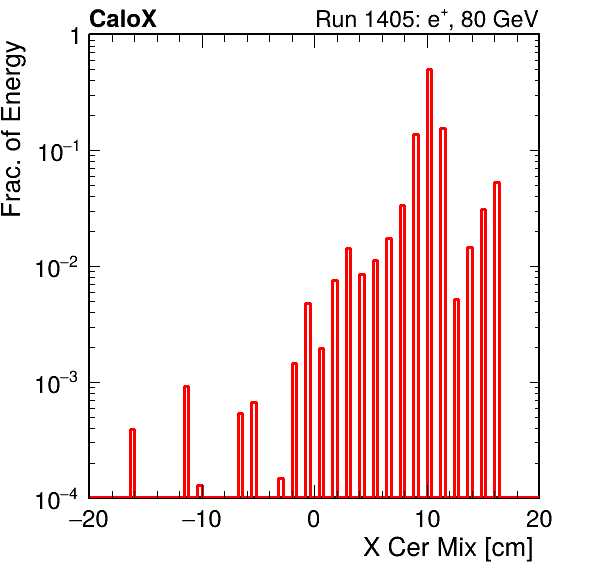 CaloX Run 1405: e⁺, 80 GeV
Frac. of Energy
1
10⁻¹
10⁻²
10⁻³
10⁻⁴
−20 −10 0 10 20
X Cer Mix [cm]